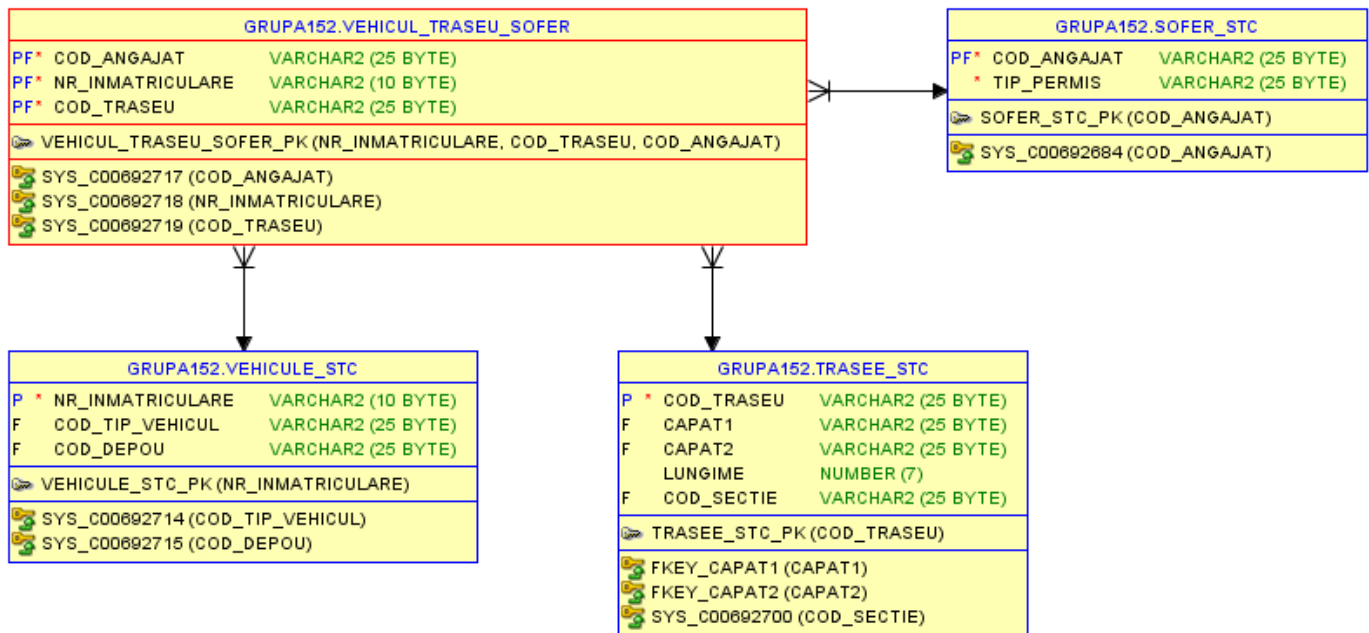 GRUPA152.VEHICUL_TRASEU_SOFER
PF* COD_ANGAJAT VARCHAR2 (25 BYTE)
PF* NR_INMATRICULARE VARCHAR2 (10 BYTE)
PF* COD_TRASEU VARCHAR2 (25 BYTE)
VEHICUL_TRASEU_SOFER_PK (NR_INMATRICULARE, COD_TRASEU, COD_ANGAJAT)
SYS_C00692717 (COD_ANGAJAT)
SYS_C00692718 (NR_INMATRICULARE)
SYS_C00692719 (COD_TRASEU)
GRUPA152.SOFER_STC
PF* COD_ANGAJAT VARCHAR2 (25 BYTE)
* TIP_PERMIS VARCHAR2 (25 BYTE)
SOFER_STC_PK (COD_ANGAJAT)
SYS_C00692684 (COD_ANGAJAT)
GRUPA152.VEHICULE_STC
P * NR_INMATRICULARE VARCHAR2 (10 BYTE)
F COD_TIP_VEHICUL VARCHAR2 (25 BYTE)
F COD_DEPOU VARCHAR2 (25 BYTE)
VEHICULE_STC_PK (NR_INMATRICULARE)
SYS_C00692714 (COD_TIP_VEHICUL)
SYS_C00692715 (COD_DEPOU)
GRUPA152.TRASEE_STC
P * COD_TRASEU VARCHAR2 (25 BYTE)
F CAPAT1 VARCHAR2 (25 BYTE)
F CAPAT2 VARCHAR2 (25 BYTE)
LUNGIME NUMBER (7)
F COD_SECTIE VARCHAR2 (25 BYTE)
TRASEE_STC_PK (COD_TRASEU)
FKEY_CAPAT1 (CAPAT1)
FKEY_CAPAT2 (CAPAT2)
SYS_C00692700 (COD_SECTIE)